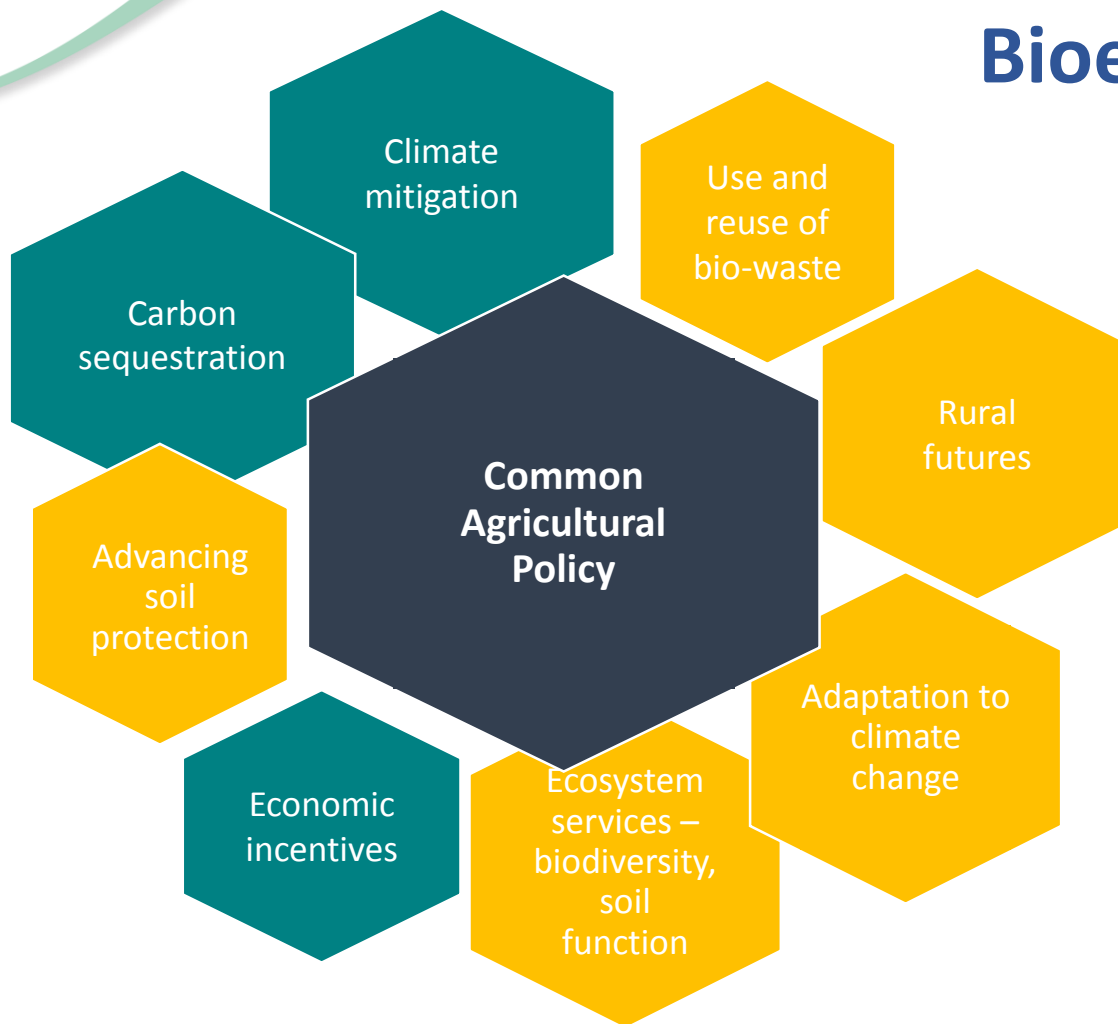 Bioe
Climate
mitigation
Use and
reuse of
bio-waste
Carbon
sequestration
Rural
futures
Common
Agricultural
Policy
Advancing
soil
protection
Adaptation to
climate
change
Economic
incentives
Ecosystem
services –
biodiversity,
soil
function